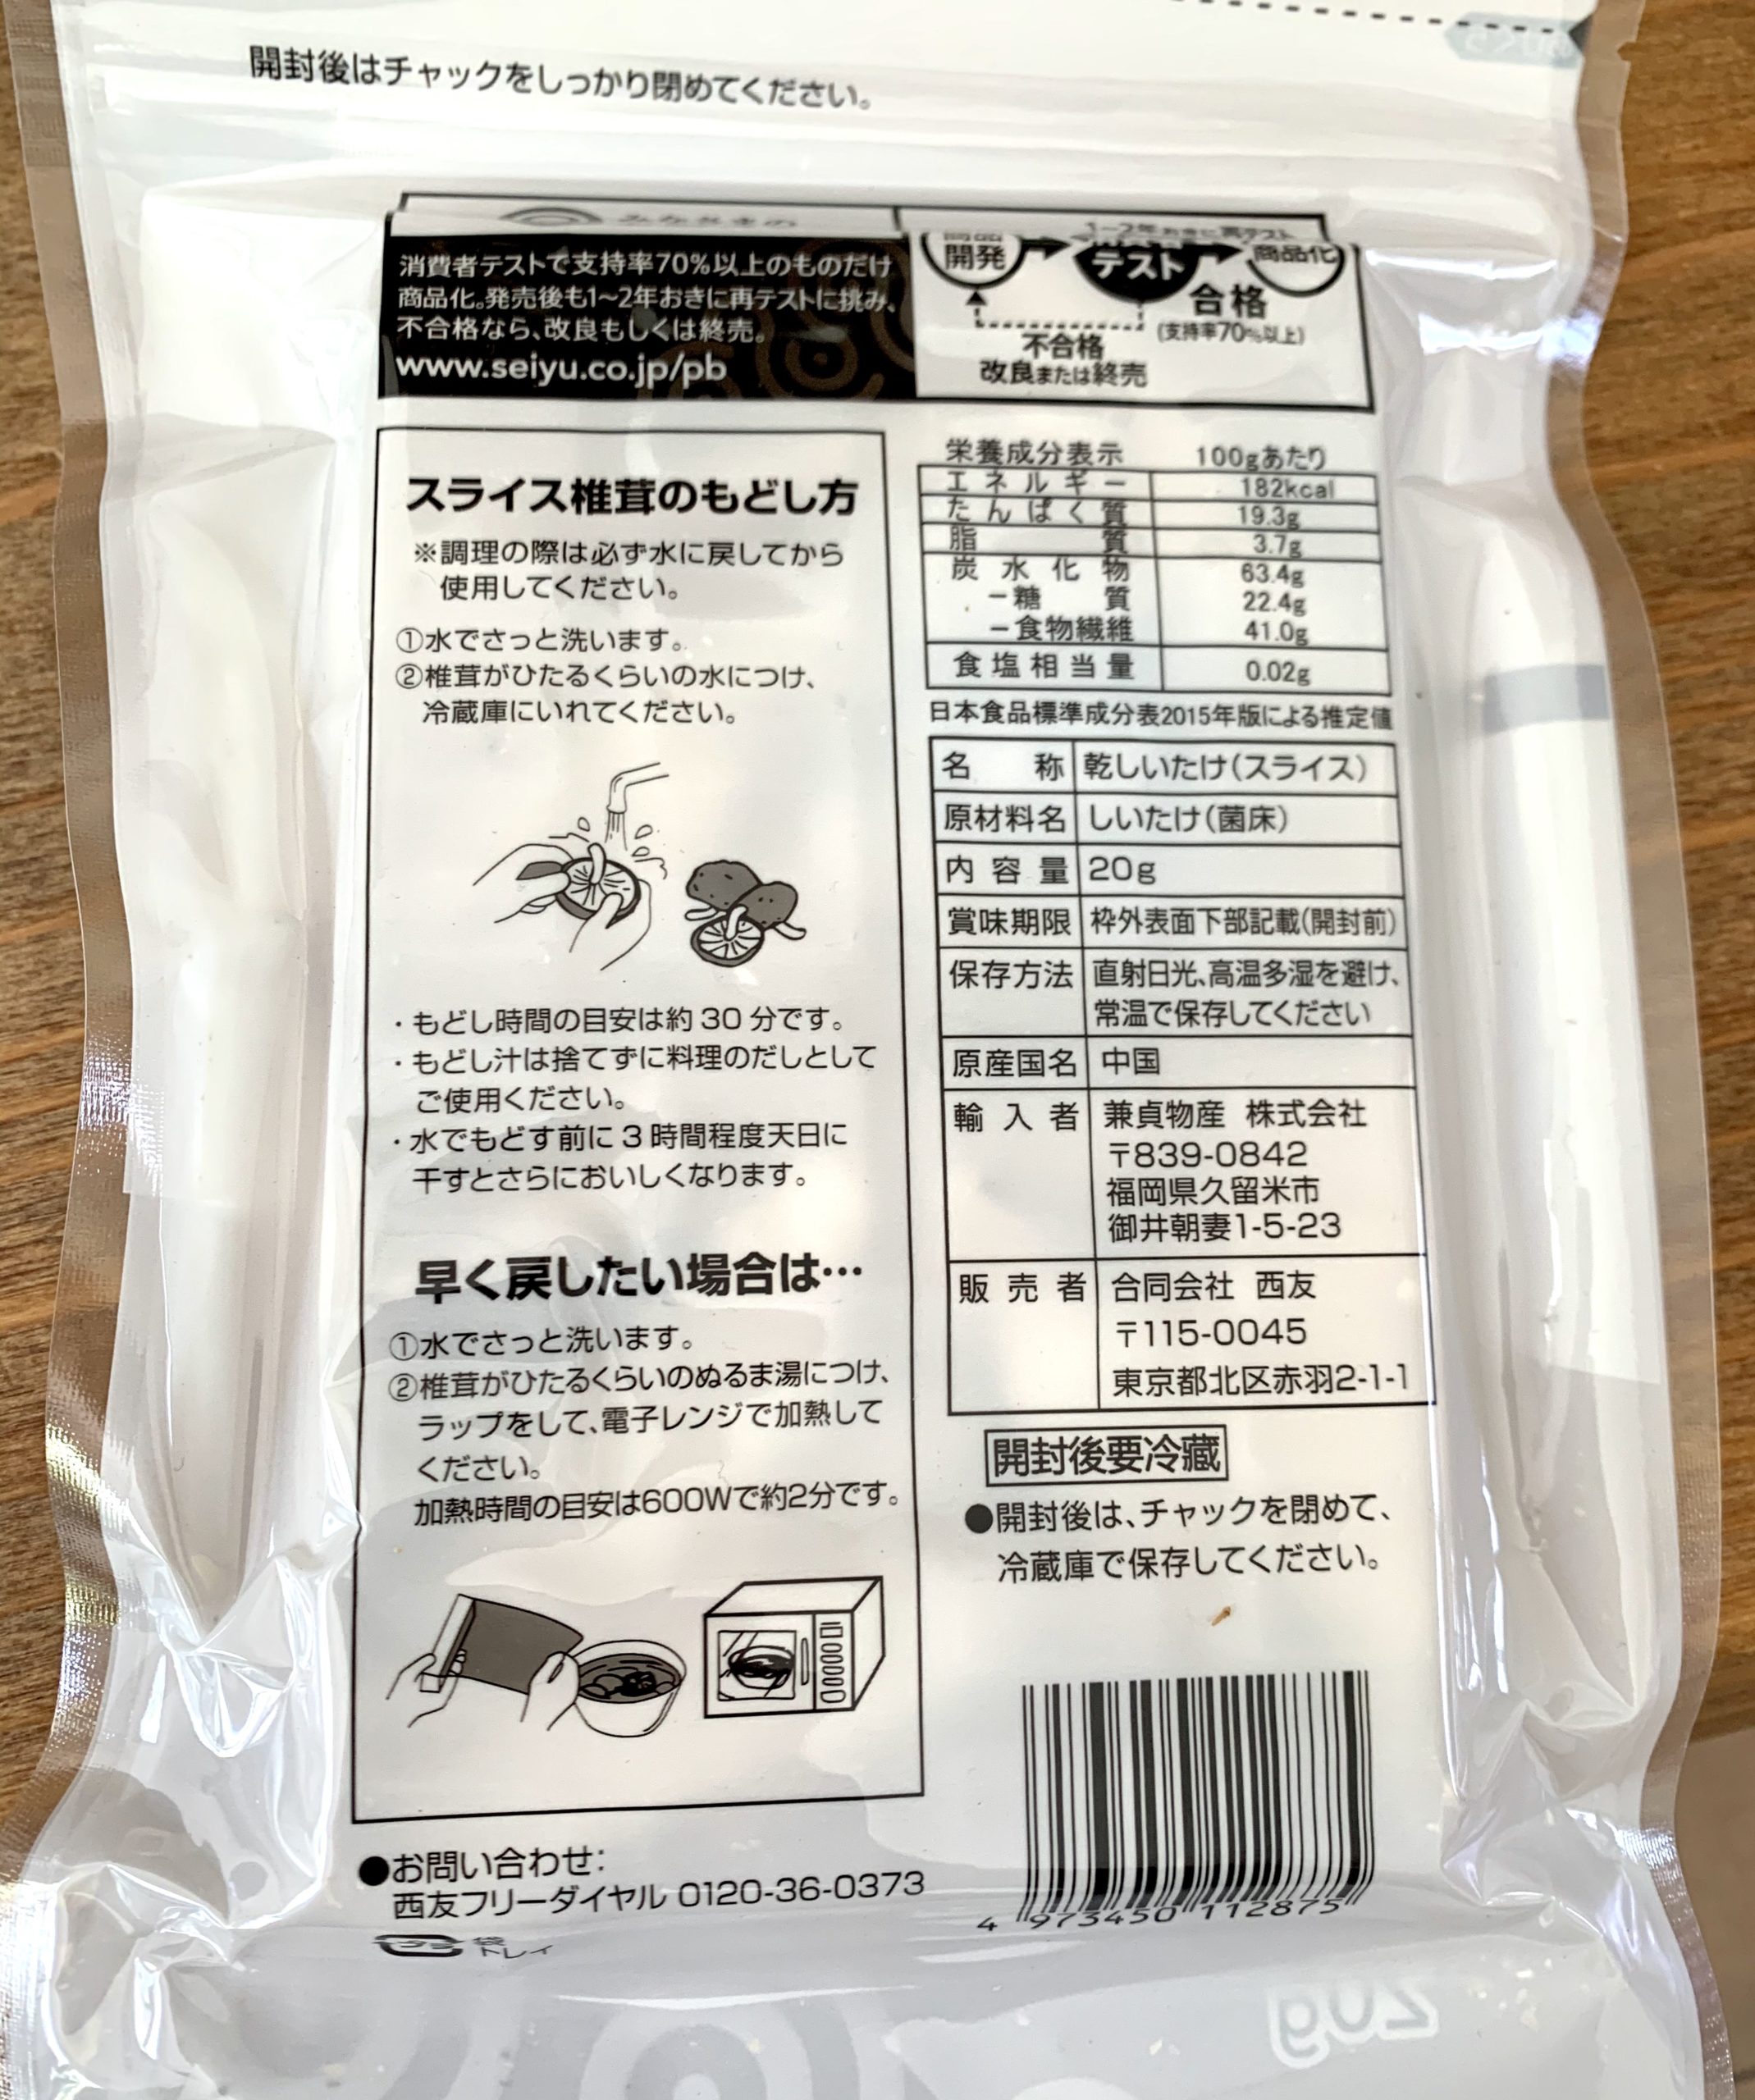 開封後はチャックをしっかり閉めてください。
みなさまの
消費者テストで支持率70%以上のものだけ
商品化。発売後も1〜2年おきに再テストに挑み、
不合格なら、改良もしくは終売。
www.seiyu.co.jp/pb
1〜2年おきに再テスト
開発
テスト
商品化
合格
(支持率70%以上)
不合格
改良または終売
スライス椎茸のもどし方
※調理の際は必ず水に戻してから
使用してください。
①水でさっと洗います。
②椎茸がひたるくらいの水につけ、
冷蔵庫にいれてください。
・もどし時間の目安は約 30 分です。
・もどし汁は捨てずに料理のだしとして
ご使用ください。
・水でもどす前に 3 時間程度天日に
干すとさらにおいしくなります。
早く戻したい場合は…
①水でさっと洗います。
②椎茸がひたるくらいのぬるま湯につけ、
ラップをして、電子レンジで加熱して
ください。
加熱時間の目安は600Wで約2分です。
栄養成分表示 100gあたり
エネルギー 182kcal
たんぱく質 19.3g
脂質 3.7g
炭水化物 63.4g
－糖質 22.4g
－食物繊維 41.0g
食塩相当量 0.02g
日本食品標準成分表2015年版による推定値
名称 乾しいたけ(スライス)
原材料名 しいたけ(菌床)
内容量 20g
賞味期限 枠外表面下部記載(開封前)
保存方法 直射日光、高温多湿を避け、
常温で保存してください
原産国名 中国
輸入者 兼貞物産 株式会社
〒839-0842
福岡県久留米市
御井朝妻1-5-23
販売者 合同会社 西友
〒115-0045
東京都北区赤羽2-1-1
開封後要冷蔵
●開封後は、チャックを閉めて、
冷蔵庫で保存してください。
4 973450 112875
●お問い合わせ:
西友フリーダイヤル 0120-36-0373
プラ 袋
トレイ
20g